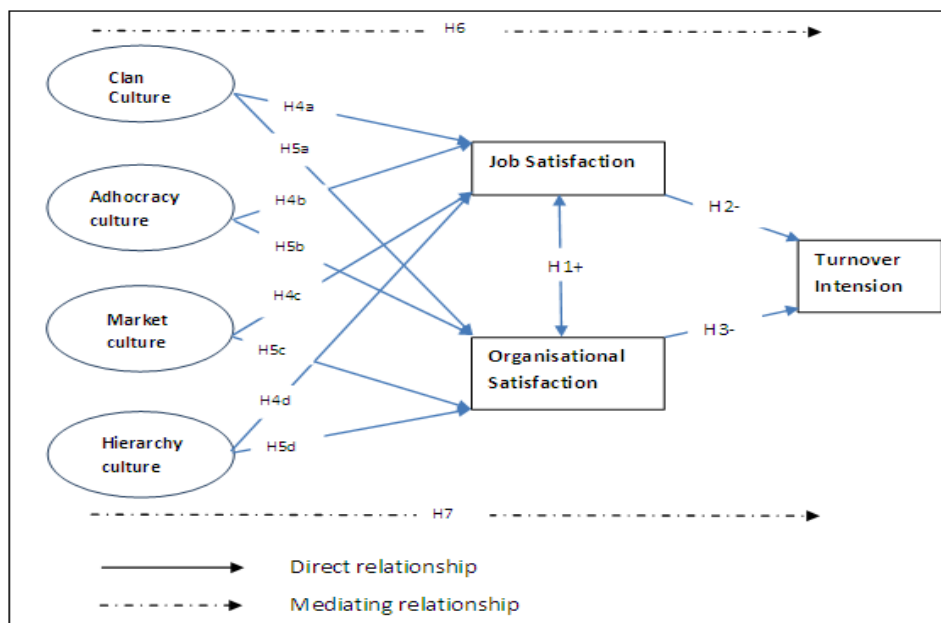 H6
Clan
Culture
H4a
H5a
Job Satisfaction
Adhocracy
culture
H4b
H2-
H5b
Turnover
Intension
H1+
H4c
Market
culture
H3-
H5c
Organisational
Satisfaction
H4d
Hierarchy
culture
H5d
H7
Direct relationship
Mediating relationship